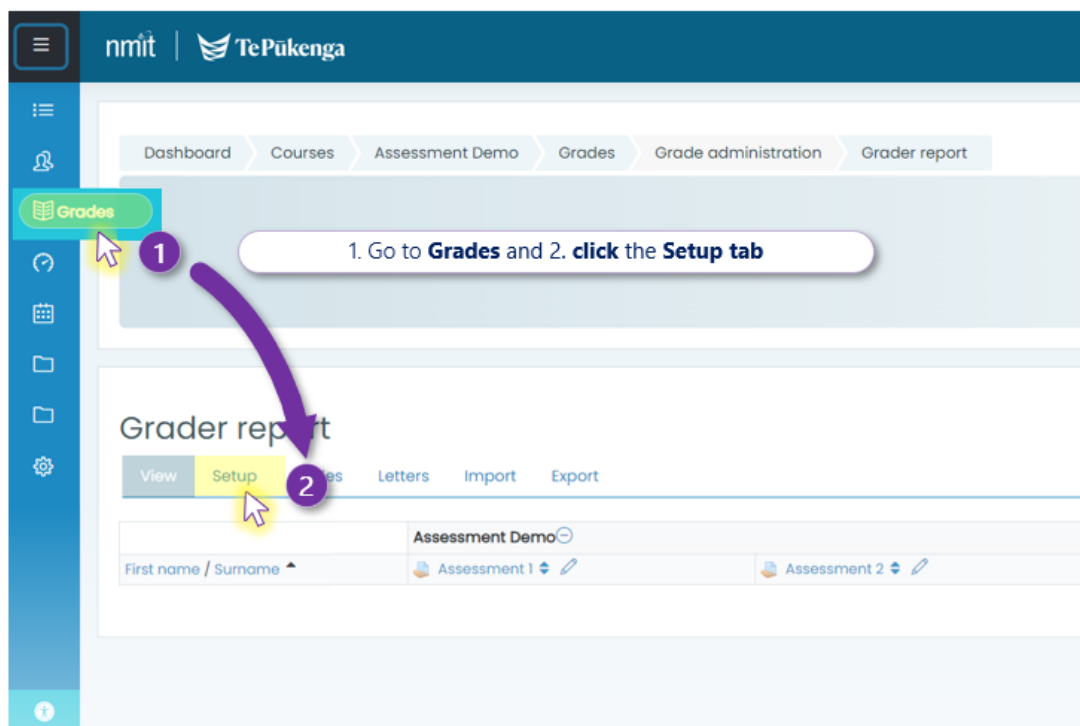 nmit | Te Pūkenga
Dashboard Courses Assessment Demo Grades Grade administration Grader report
Grades
1
1. Go to Grades and 2. click the Setup tab
Grader report
View Setup Letters Import Export
2
Assessment Demo
First name / Surname Assessment 1 Assessment 2